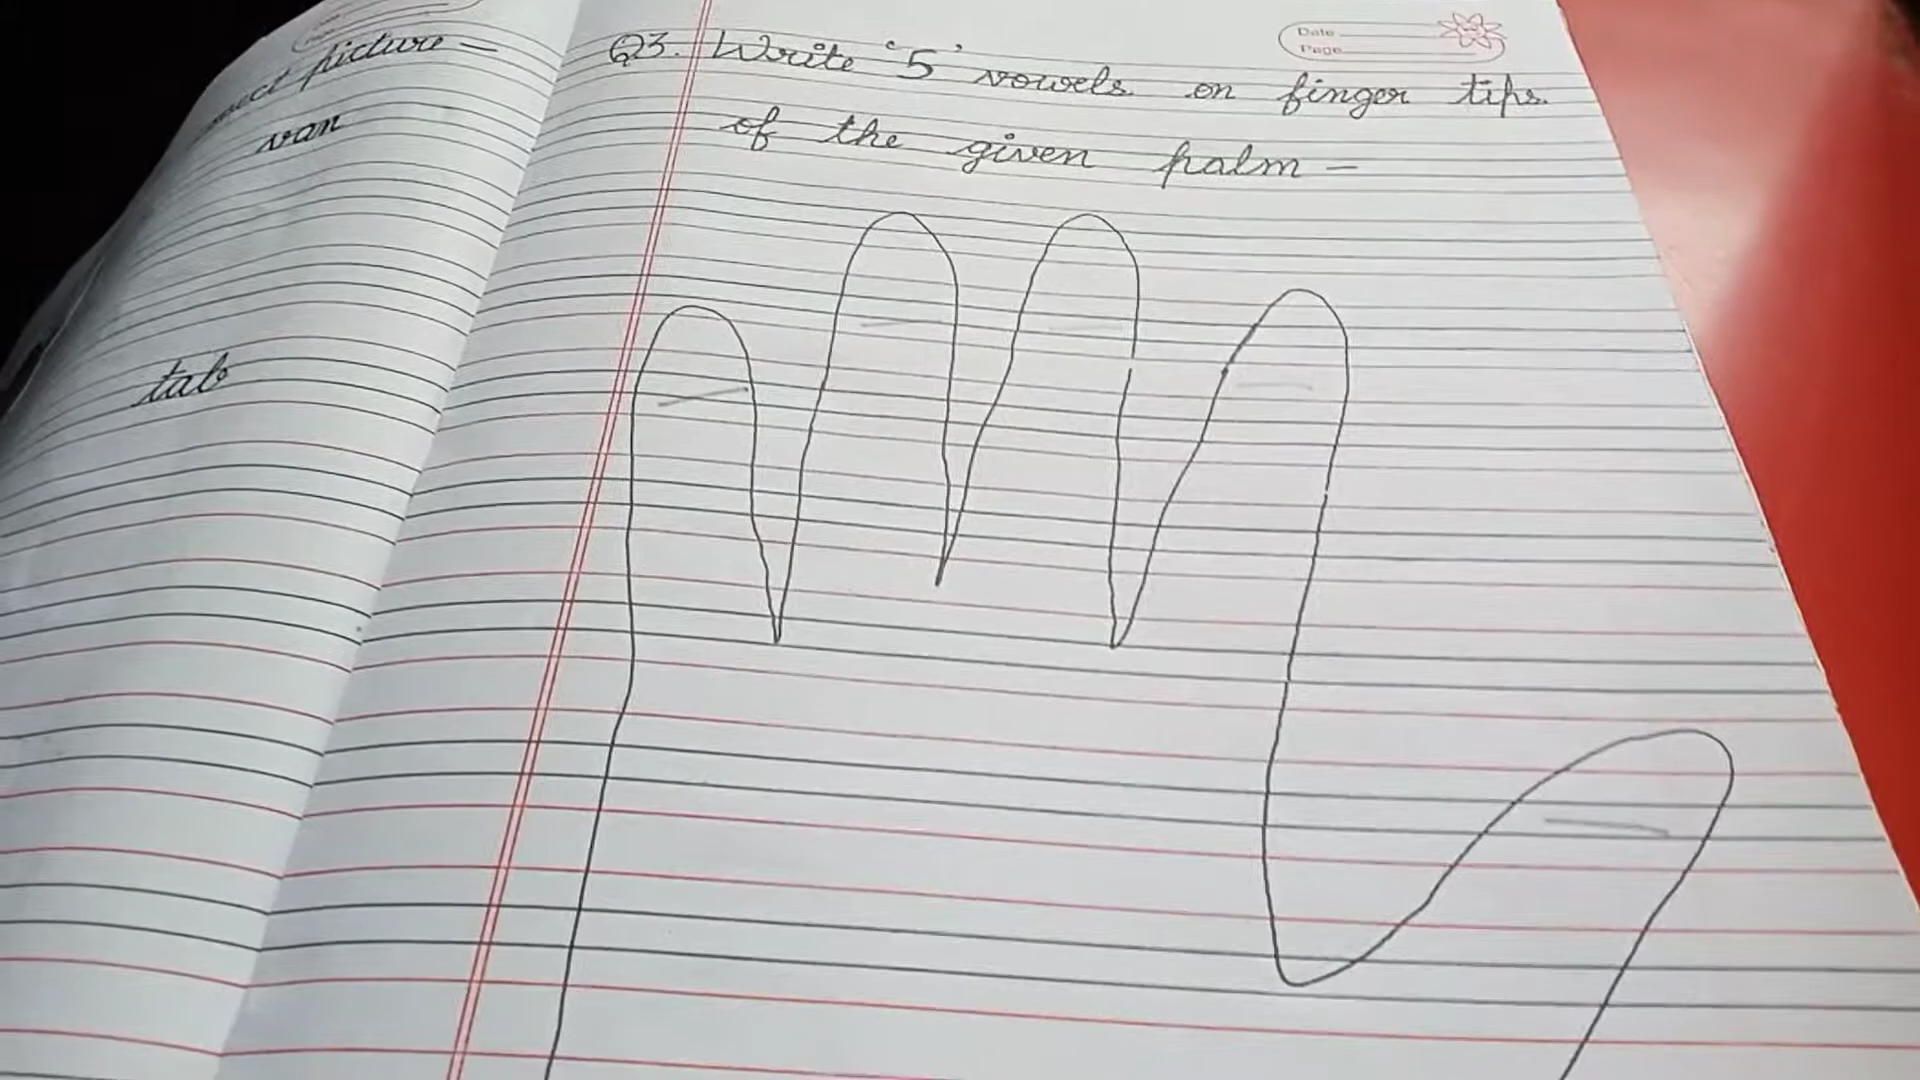 picture –
van
tab
Date
Page
Q3. Write '5' vowels on finger tips
of the given palm –